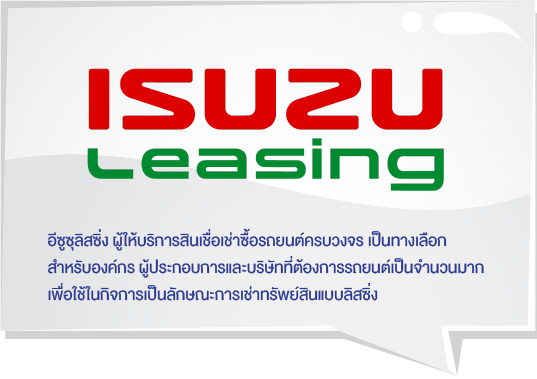 ISUZU
Leasing
อีซูซุลิสซิ่ง ผู้ให้บริการสินเชื่อเช่าซื้อรถยนต์ครบวงจร เป็นทางเลือก
สำหรับองค์กร ผู้ประกอบการและบริษัทที่ต้องการรถยนต์เป็นจำนวนมาก
เพื่อใช้ในกิจการเป็นลักษณะการเช่าทรัพย์สินแบบลิสซิ่ง